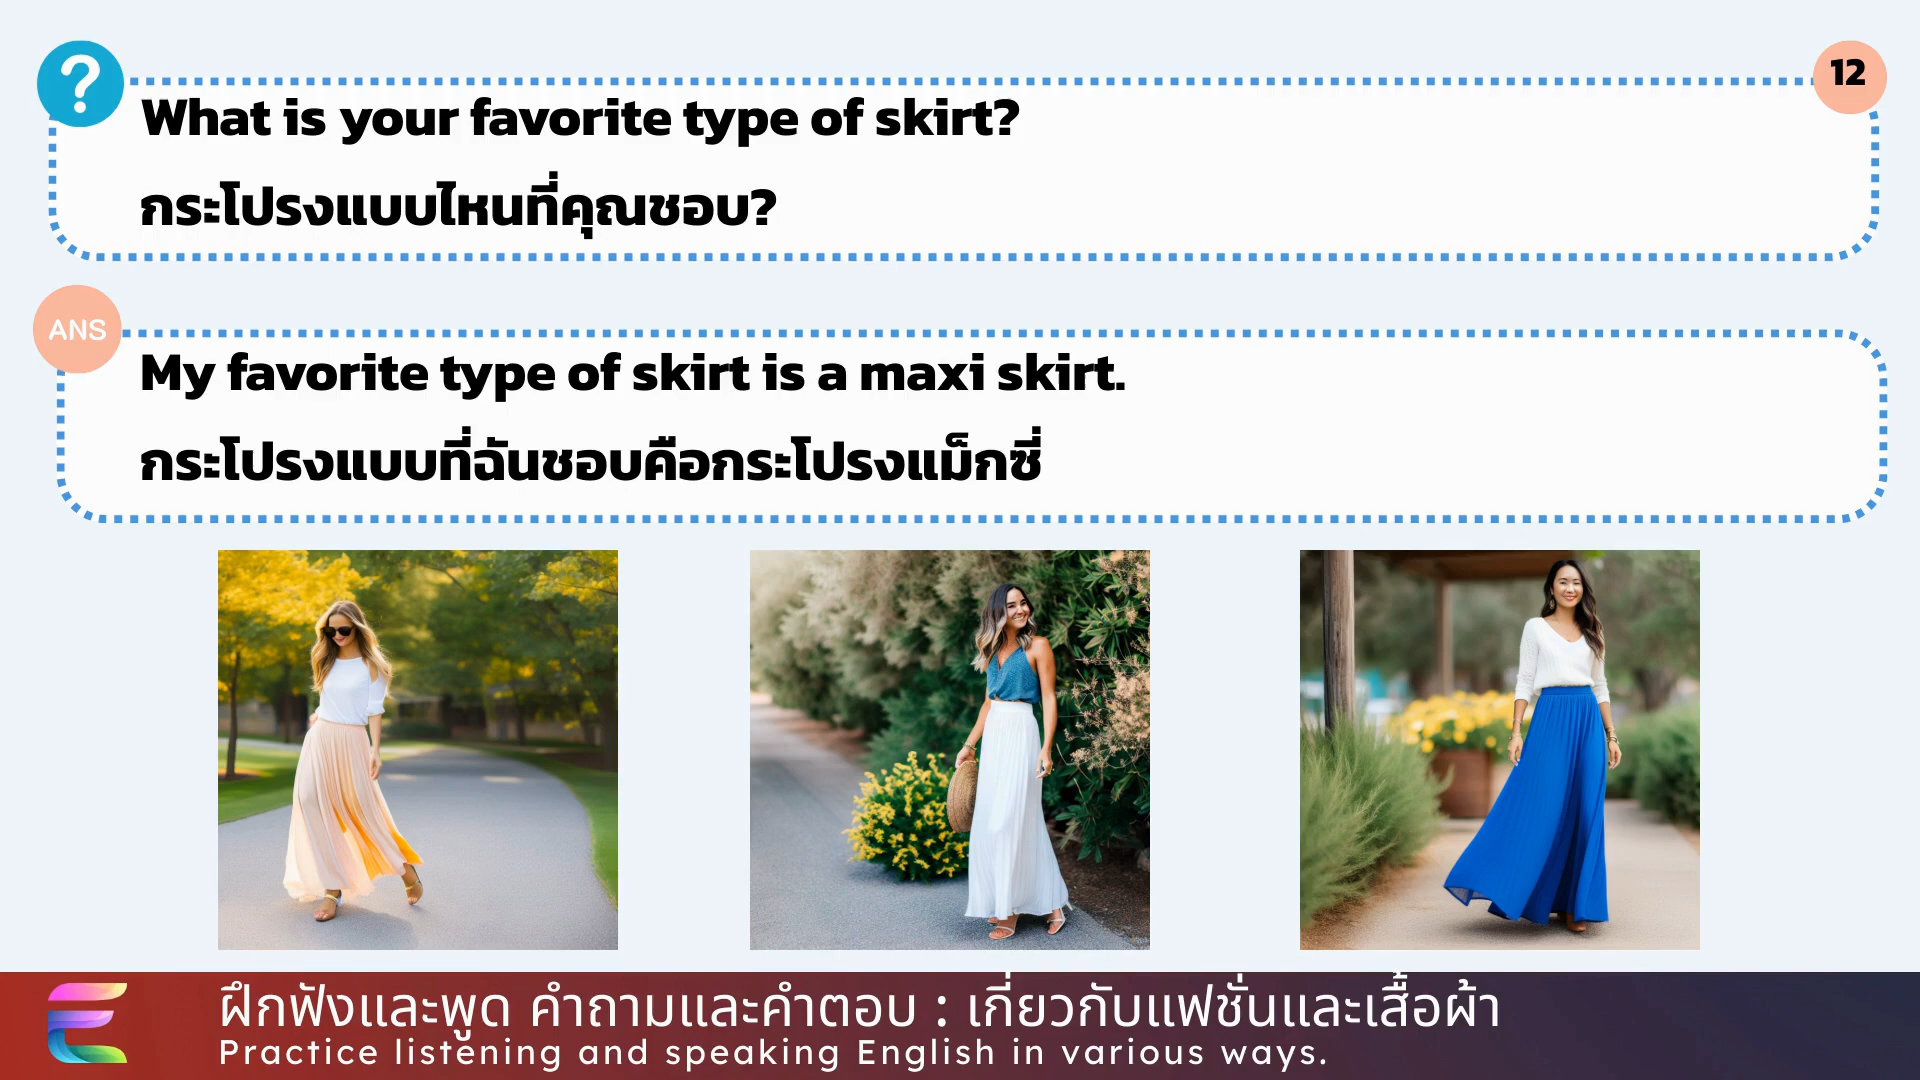 ?
12
What is your favorite type of skirt?
กระโปรงแบบไหนที่คุณชอบ?
ANS
My favorite type of skirt is a maxi skirt.
กระโปรงแบบที่ฉันชอบคือกระโปรงแม็กซี่
ฝึกฟังและพูด คำถามและคำตอบ : เกี่ยวกับแฟชั่นและเสื้อผ้า
Practice listening and speaking English in various ways.